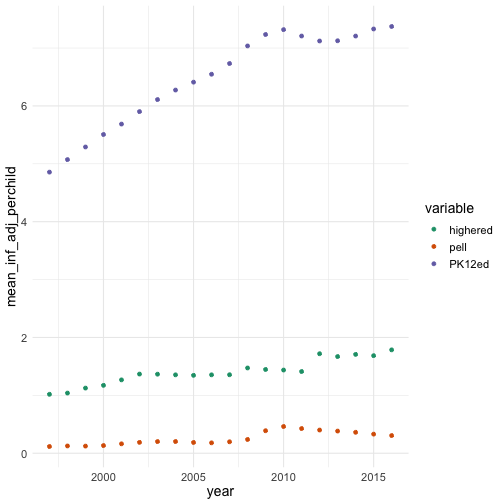 mean_inf_adj_perchild
6
4
2
0
2000
2005
2010
2015
year
variable
highered
pell
PK12ed